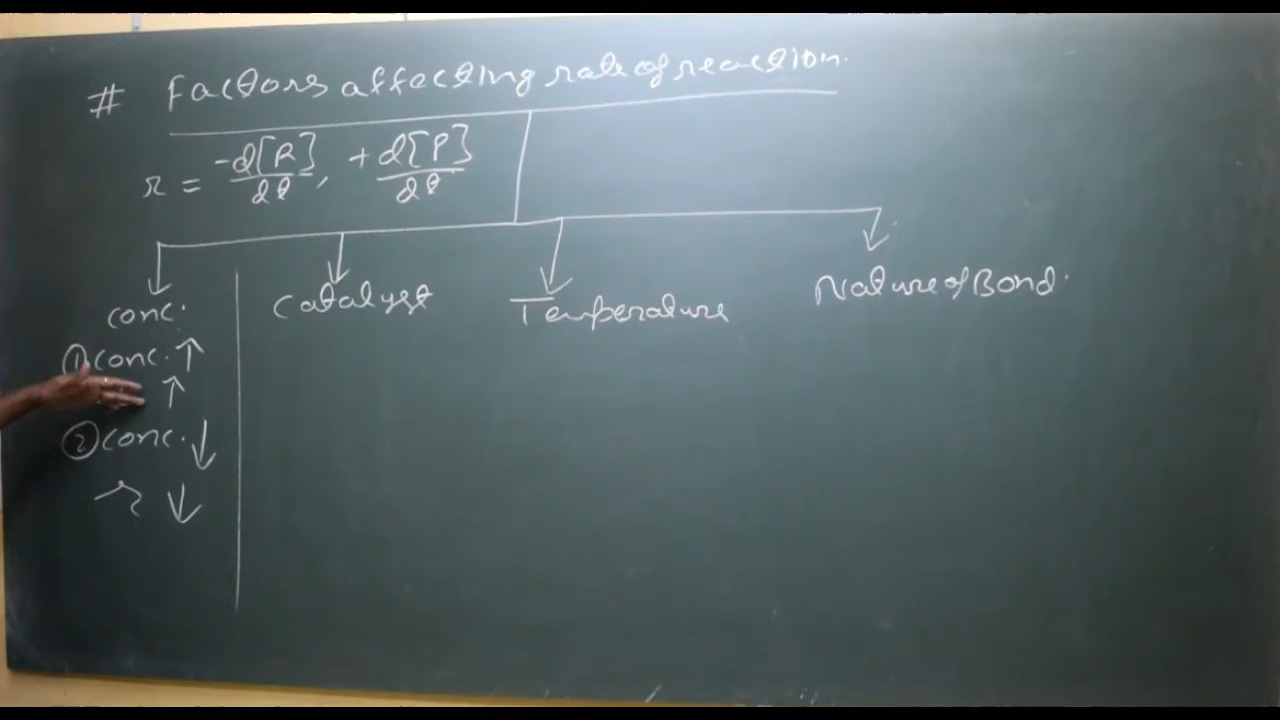 # Factors affecting rate of reaction.
r = -d[R]/dt, +d[P]/dt
conc.
Catalyst
Temperature
Nature of Bond.
① conc. ↑
↑
② conc. ↓
r ↓